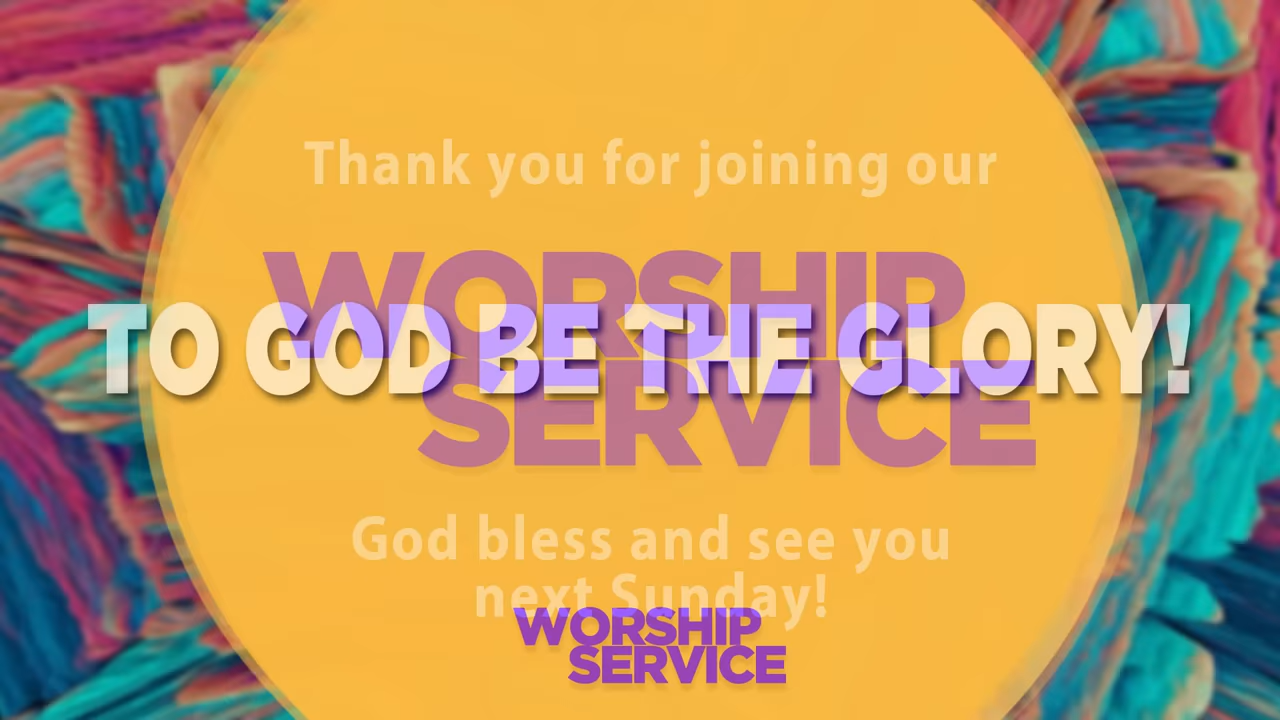 Thank you for joining our
WORSHIP
TO GOD BE THE GLORY!
SERVICE
God bless and see you
next Sunday!
WORSHIP
SERVICE